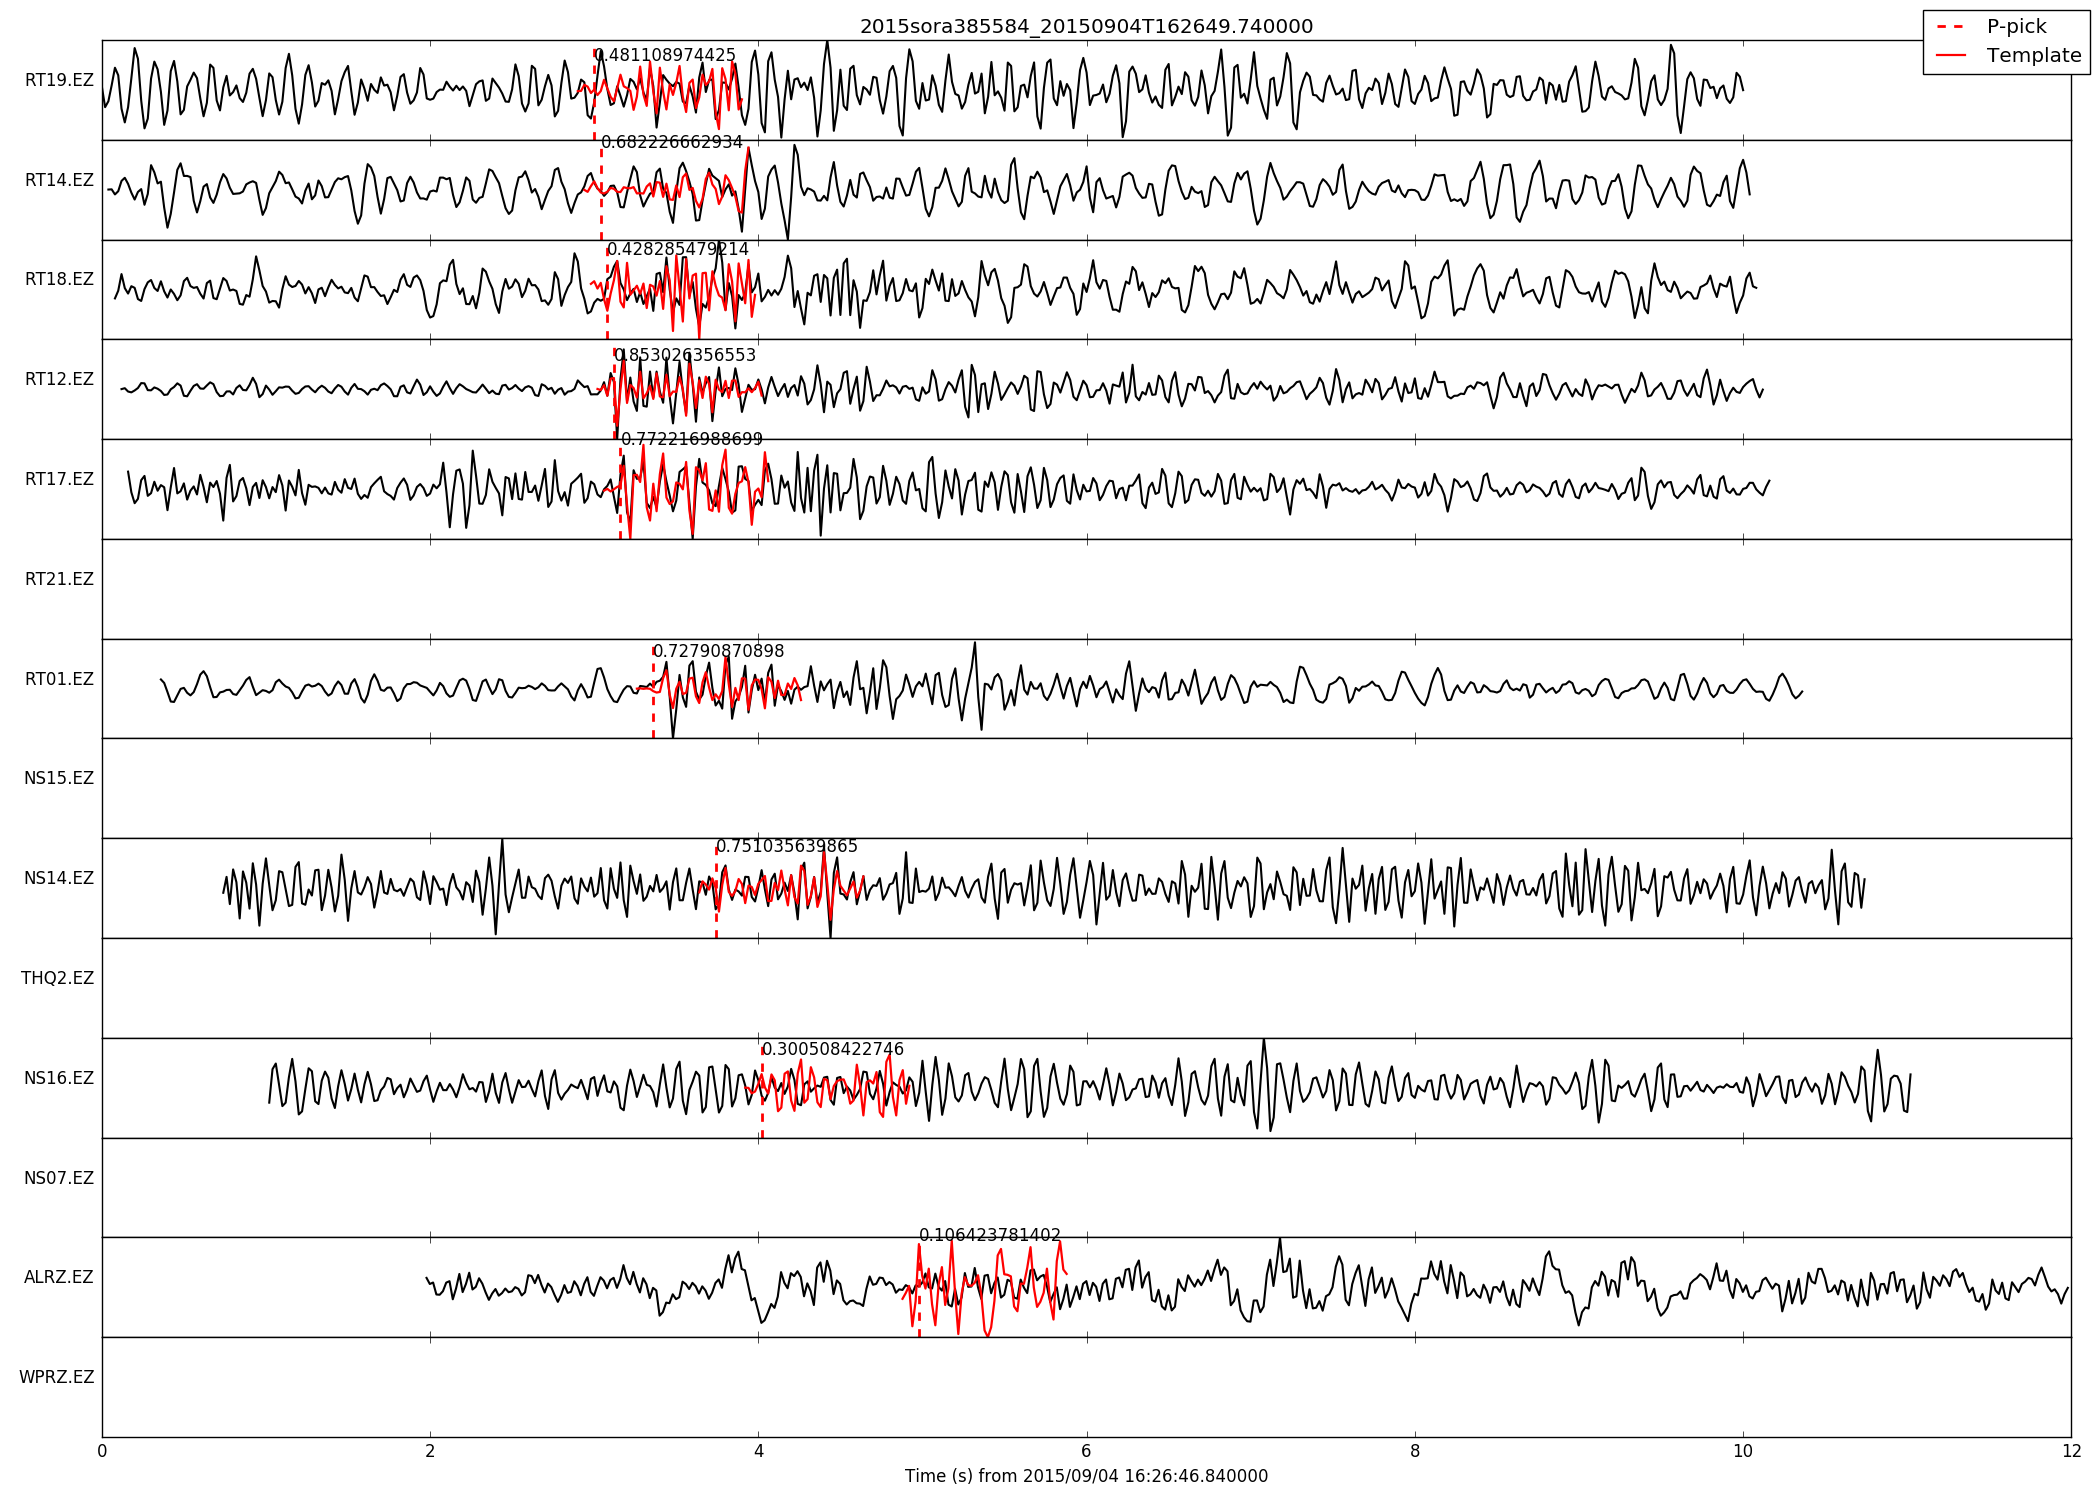 2015sora385584_20150904T162649.740000
P-pick
Template
RT19.EZ
0.481108974425
RT14.EZ
0.682226662934
RT18.EZ
0.428285479214
RT12.EZ
0.853026356553
RT17.EZ
0.772216988699
RT21.EZ
RT01.EZ
0.72790870898
NS15.EZ
NS14.EZ
0.751035639865
THQ2.EZ
NS16.EZ
0.300508422746
NS07.EZ
ALRZ.EZ
0.106423781402
WPRZ.EZ
0 2 4 6 8 10 12
Time (s) from 2015/09/04 16:26:46.840000